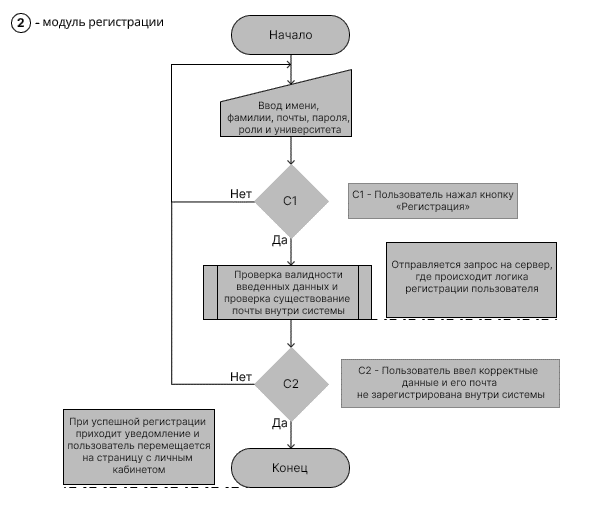 2 - модуль регистрации
Начало
Ввод имени,
фамилии, почты, пароля,
роли и университета
Нет
С1
С1 - Пользователь нажал кнопку
«Регистрация»
Да
Проверка валидности
введенных данных и
проверка существование
почты внутри системы
Отправляется запрос на сервер,
где происходит логика
регистрации пользователя
Нет
С2
С2 - Пользователь ввел корректные
данные и его почта
не зарегистрирована внутри системы
Да
При успешной регистрации
приходит уведомление и
пользователь перемещается
на страницу с личным
кабинетом
Конец